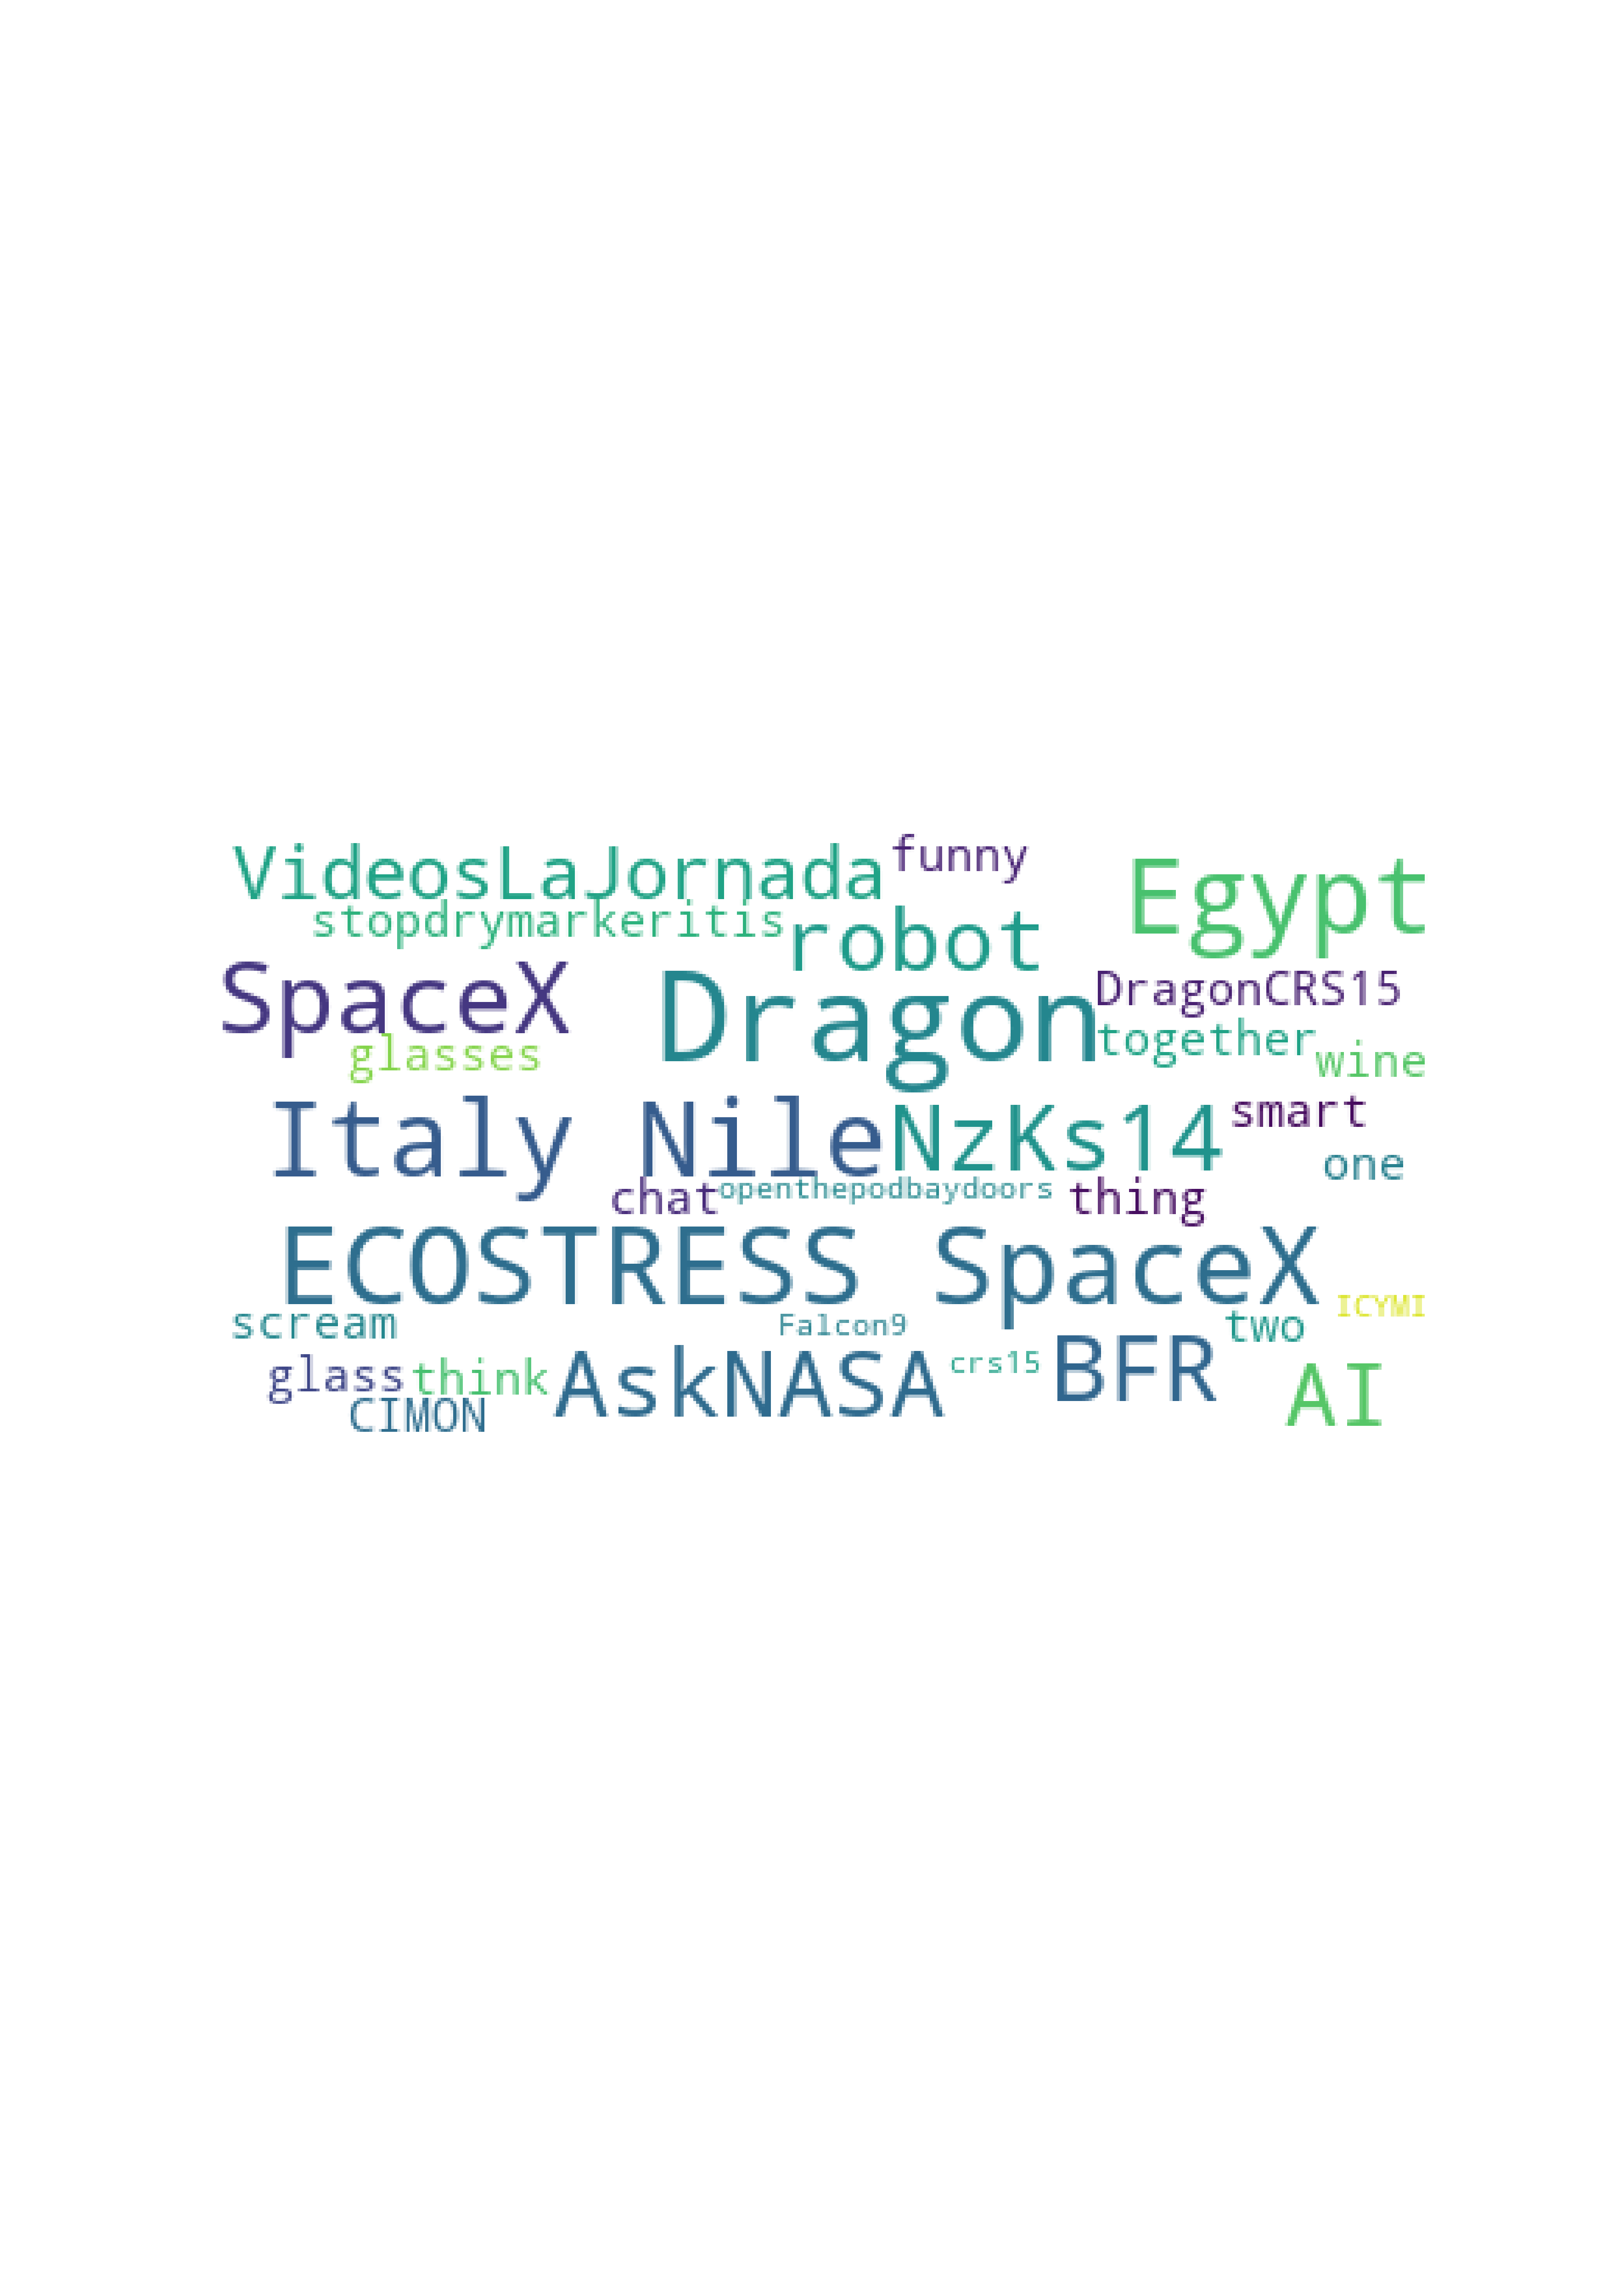 VideosLaJornada funny
Egypt
stopdrymarkeritis robot
SpaceX Dragon DragonCRS15
glasses together wine
Italy Nile NzKs14 smart
one
chat openthepodbaydoors thing
ECOSTRESS SpaceX
ICYMI
scream Falcon9 two
glass think AskNASA crs15 BFR AI
CIMON